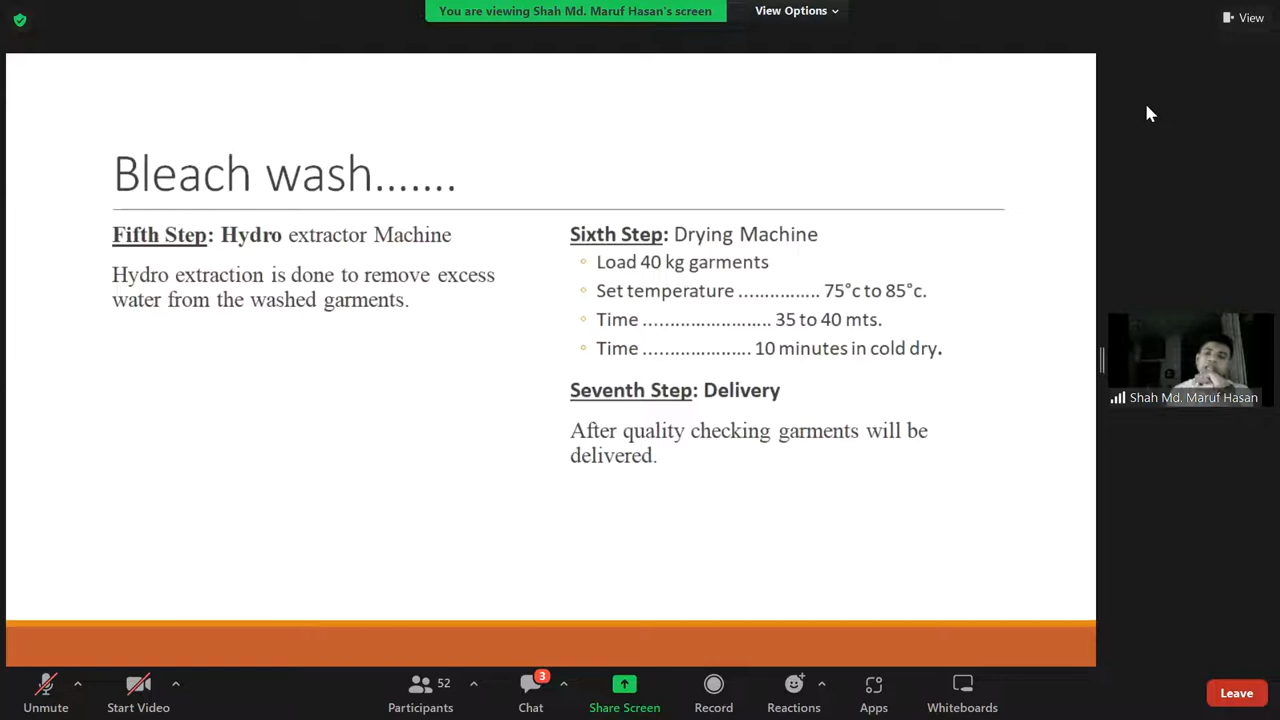 You are viewing Shah Md. Maruf Hasan's screen
View Options
View
Bleach wash.......
Fifth Step: Hydro extractor Machine
Hydro extraction is done to remove excess
water from the washed garments.
Sixth Step: Drying Machine
Load 40 kg garments
Set temperature ............... 75°c to 85°c.
Time ....................... 35 to 40 mts.
Time .................... 10 minutes in cold dry.
Seventh Step: Delivery
After quality checking garments will be
delivered.
Shah Md. Maruf Hasan
Unmute
Start Video
52
Participants
3
Chat
Share Screen
Record
Reactions
Apps
Whiteboards
Leave